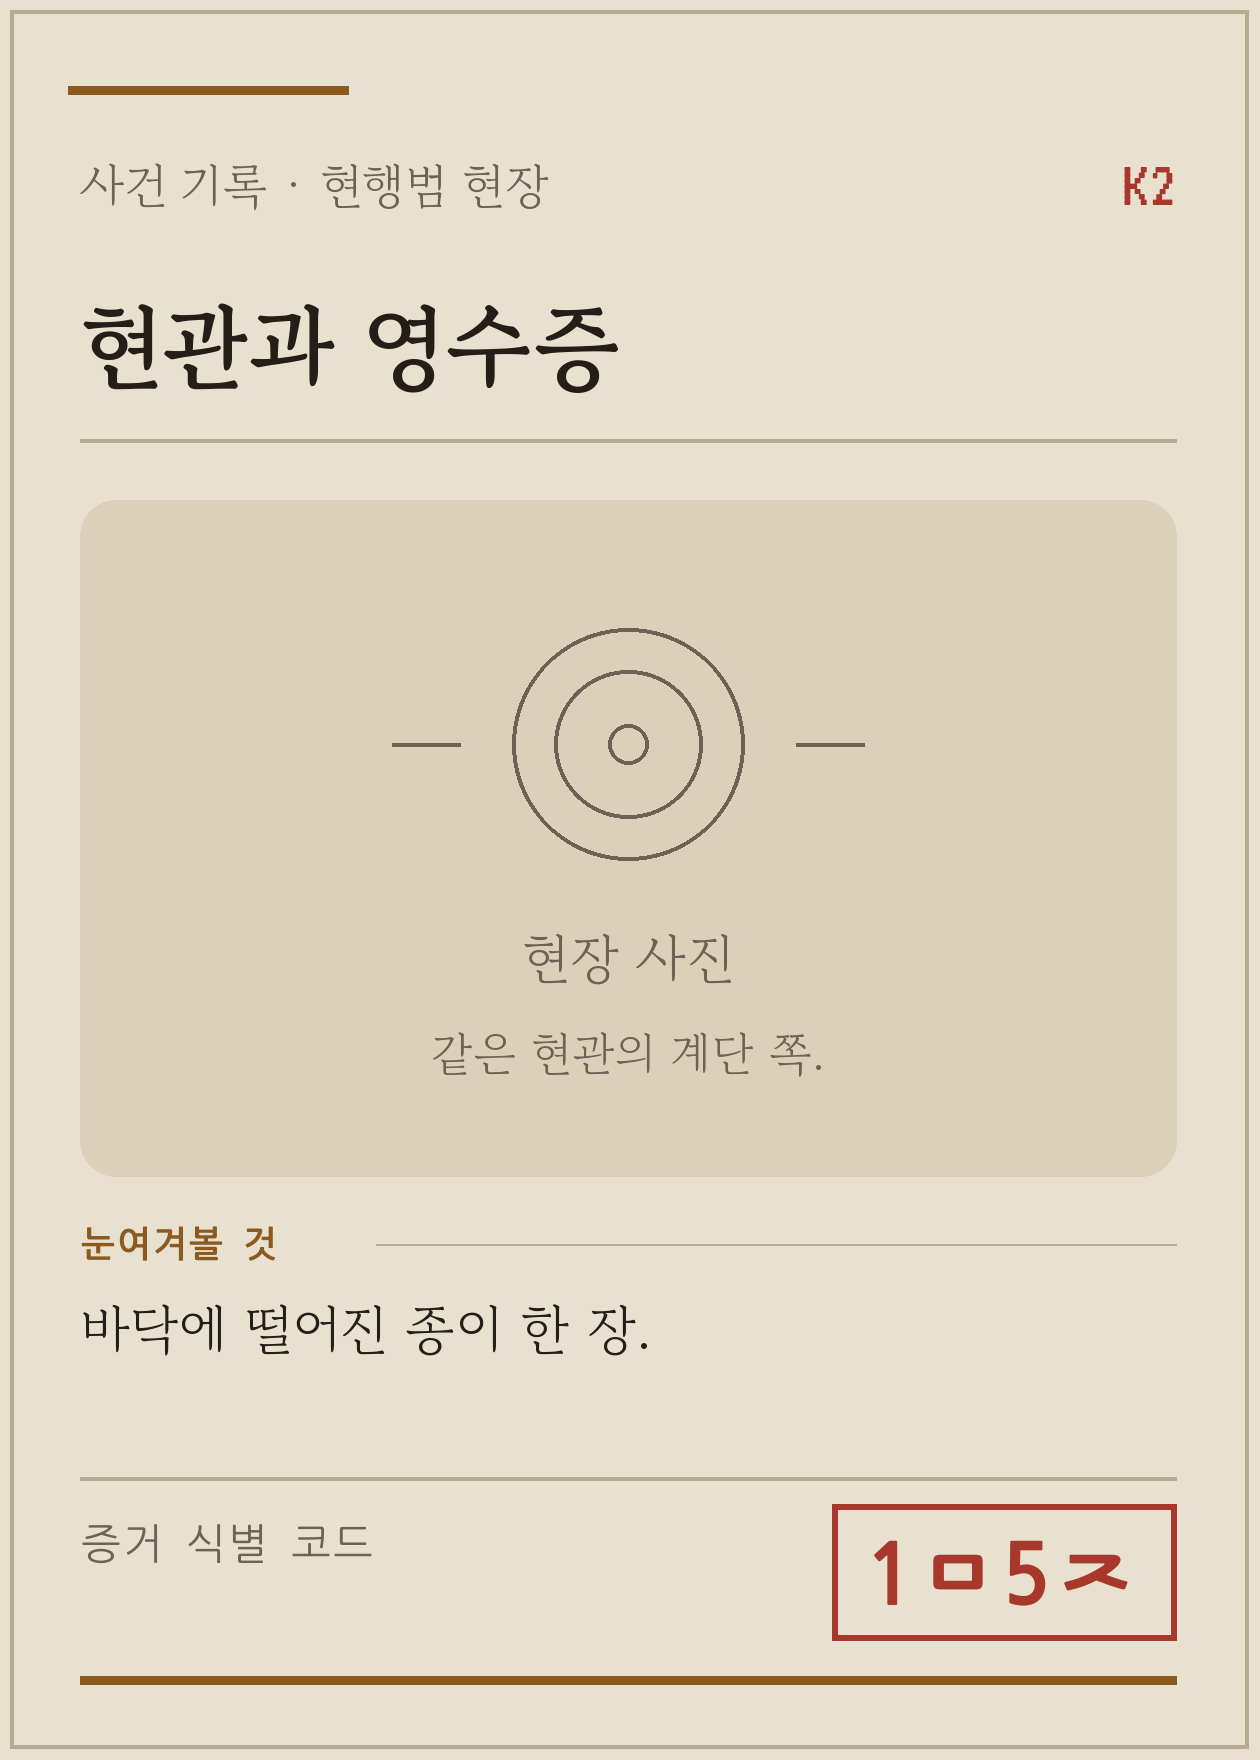 사건 기록 · 현행범 현장
K2
현관과 영수증
현장 사진
같은 현관의 계단 쪽.
눈여겨볼 것
바닥에 떨어진 종이 한 장.
증거 식별 코드
1ㅁ5ㅈ